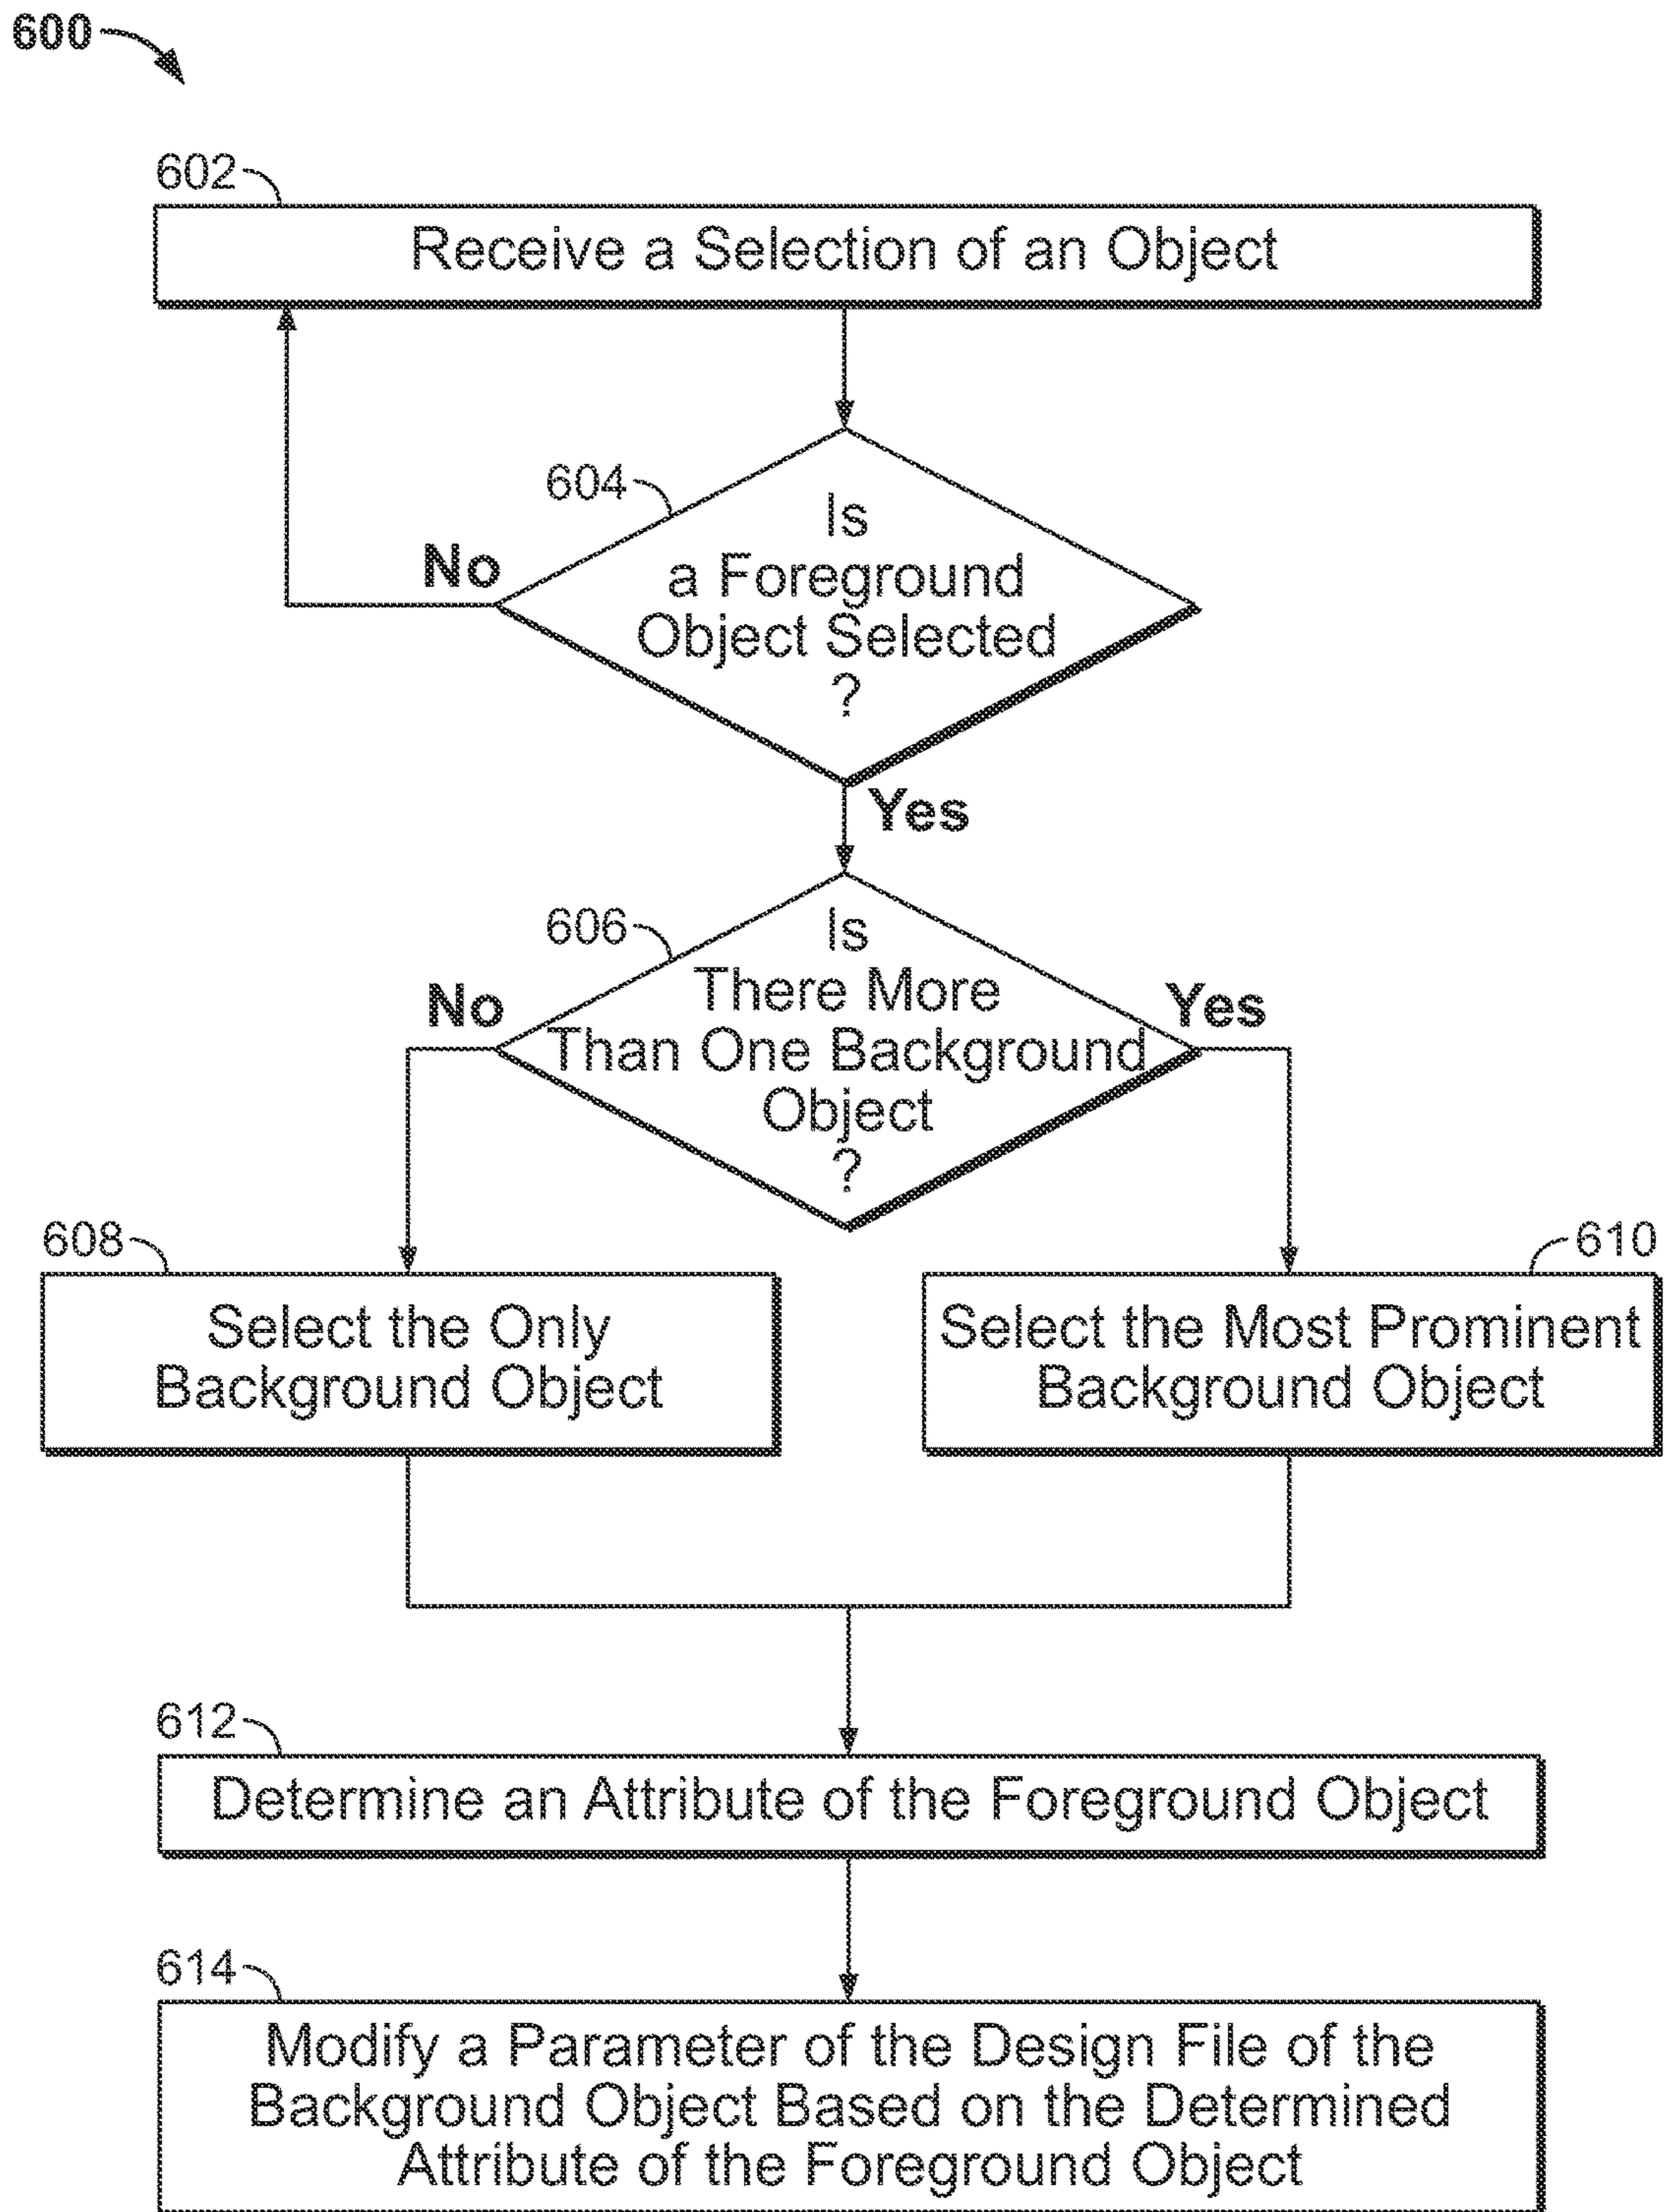 600
602
Receive a Selection of an Object
604
Is
a Foreground
Object Selected
?
No
Yes
606
Is
There More
Than One Background
Object
?
No
Yes
608
Select the Only
Background Object
610
Select the Most Prominent
Background Object
612
Determine an Attribute of the Foreground Object
614
Modify a Parameter of the Design File of the
Background Object Based on the Determined
Attribute of the Foreground Object